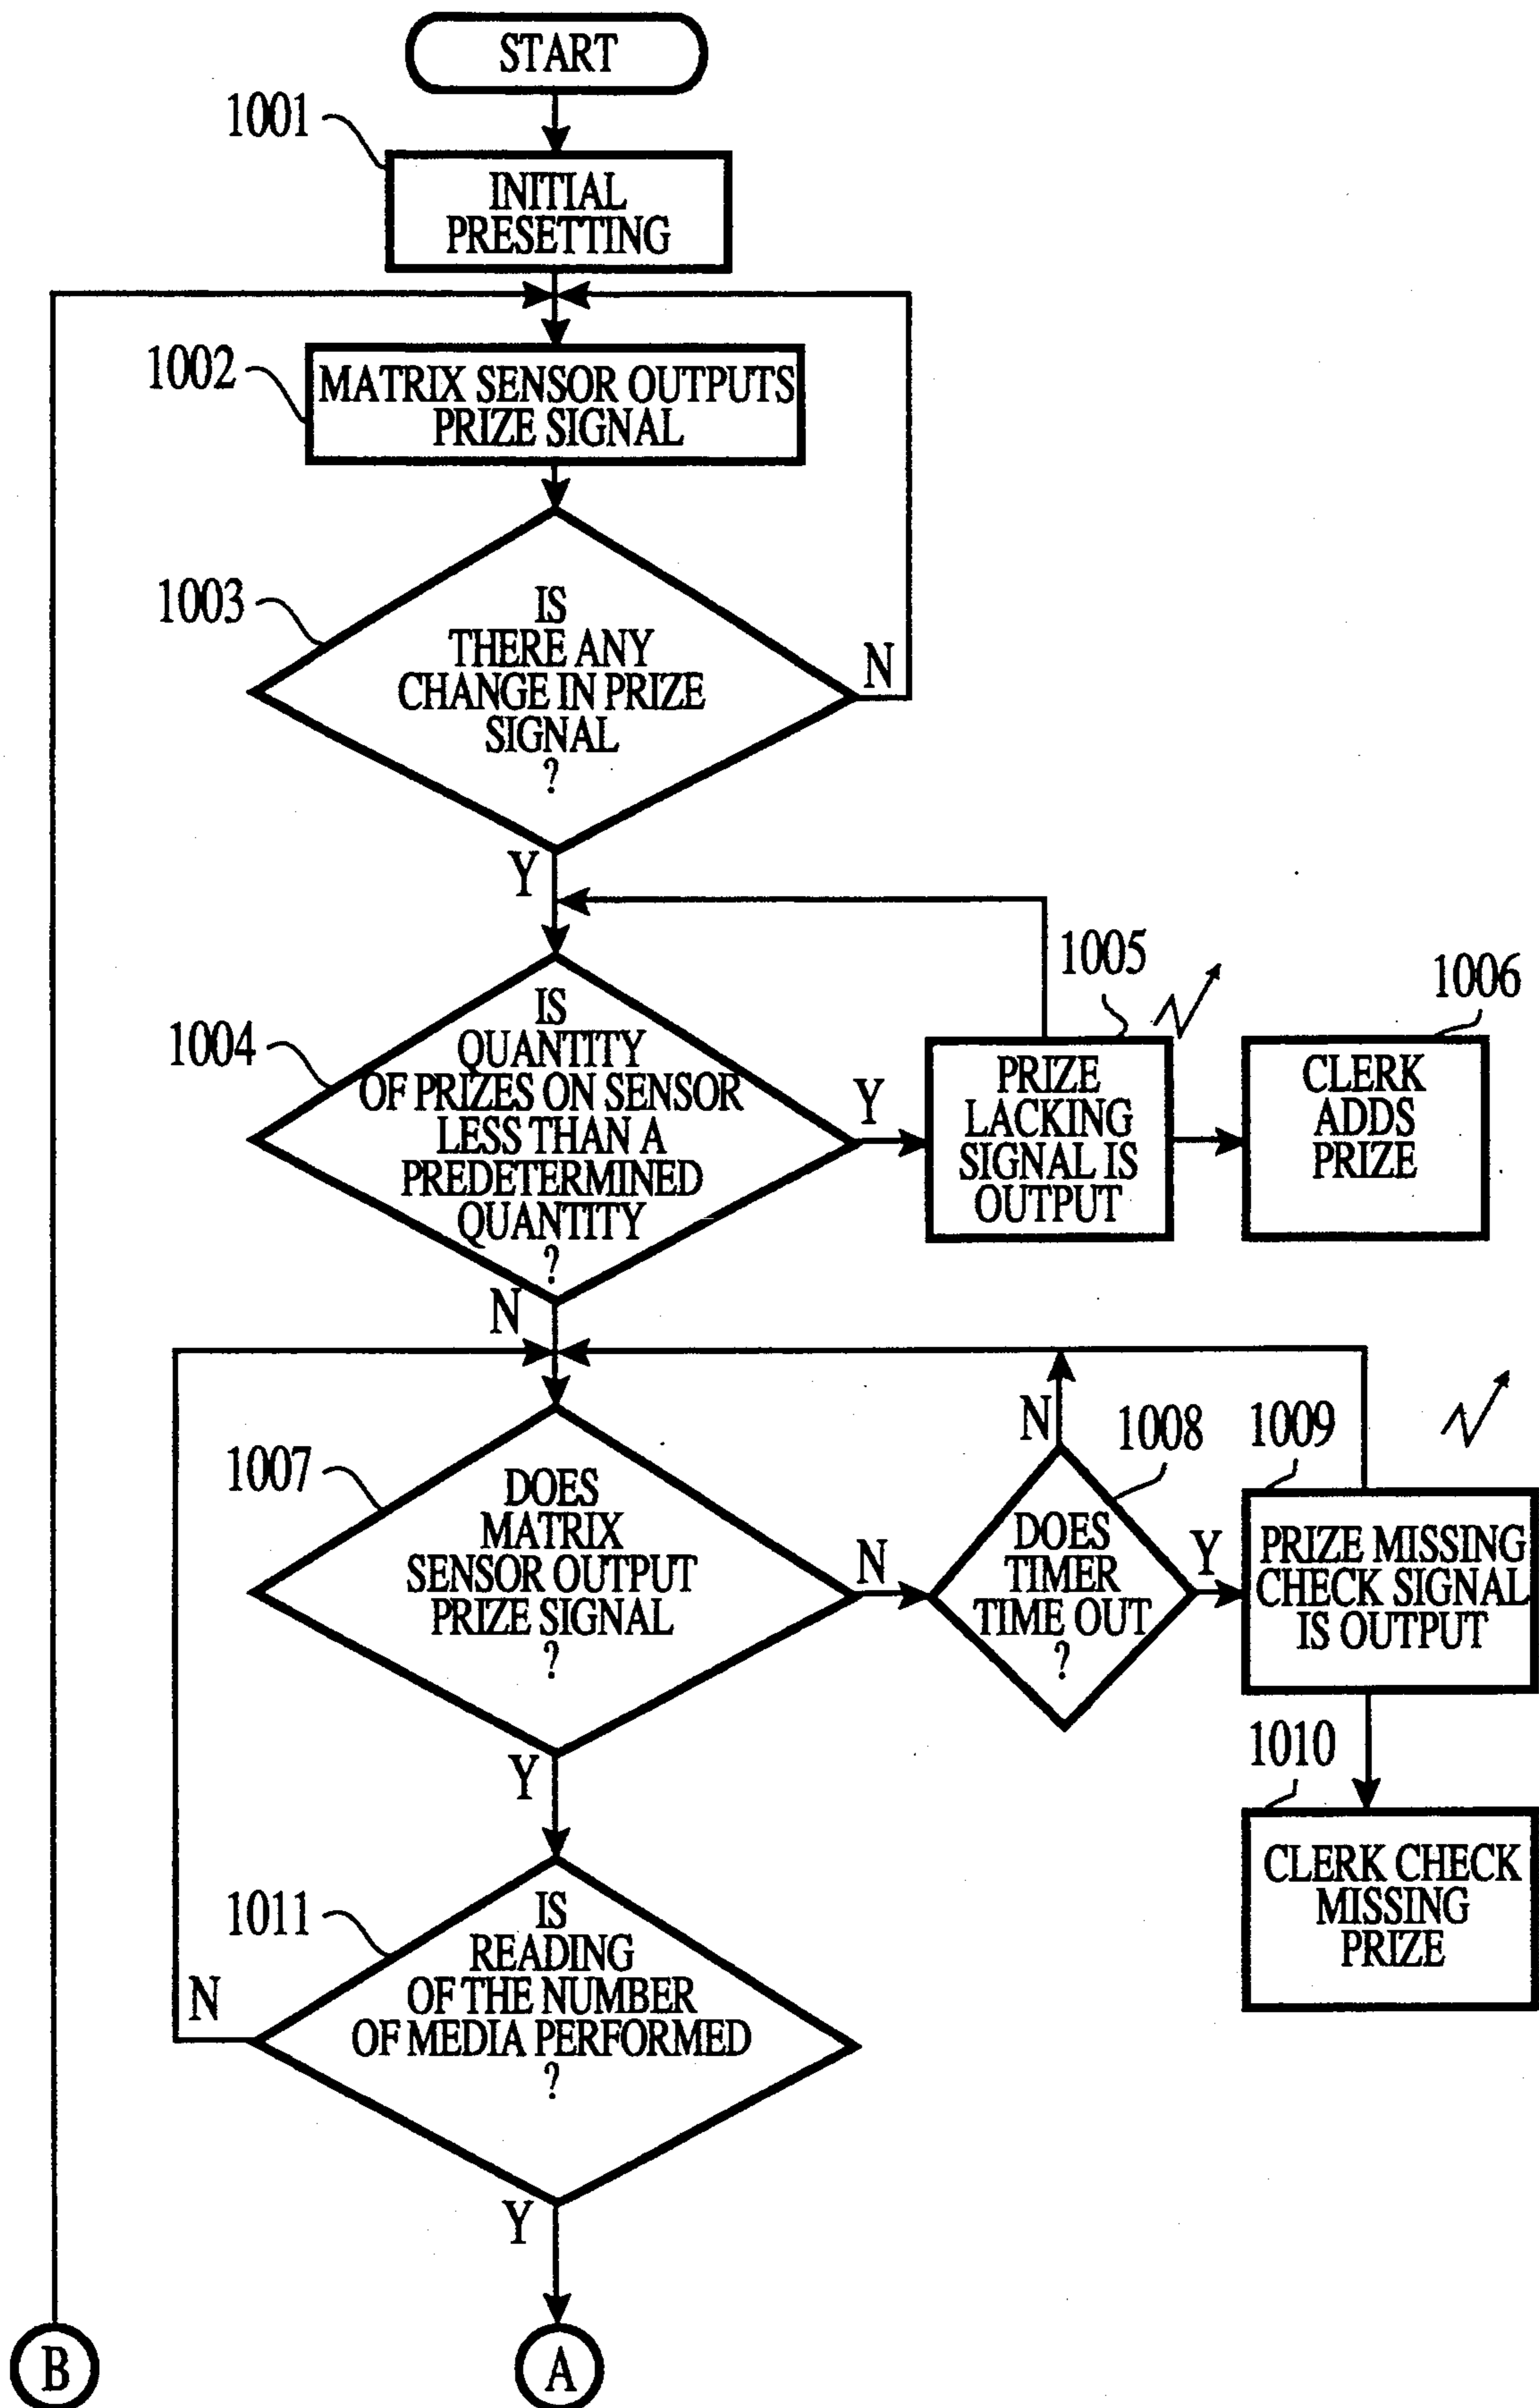 START
1001
INITIAL
PRESETTING
1002
MATRIX SENSOR OUTPUTS
PRIZE SIGNAL
1003
IS
THERE ANY
CHANGE IN PRIZE
SIGNAL
?
N
Y
1004
IS
QUANTITY
OF PRIZES ON SENSOR
LESS THAN A
PREDETERMINED
QUANTITY
?
Y
N
1005
PRIZE
LACKING
SIGNAL IS
OUTPUT
1006
CLERK
ADDS
PRIZE
1007
DOES
MATRIX
SENSOR OUTPUT
PRIZE SIGNAL
?
N
Y
1008
DOES
TIMER
TIME OUT
?
N
Y
1009
PRIZE MISSING
CHECK SIGNAL
IS OUTPUT
1010
CLERK CHECK
MISSING
PRIZE
1011
IS
READING
OF THE NUMBER
OF MEDIA PERFORMED
?
N
Y
B
A